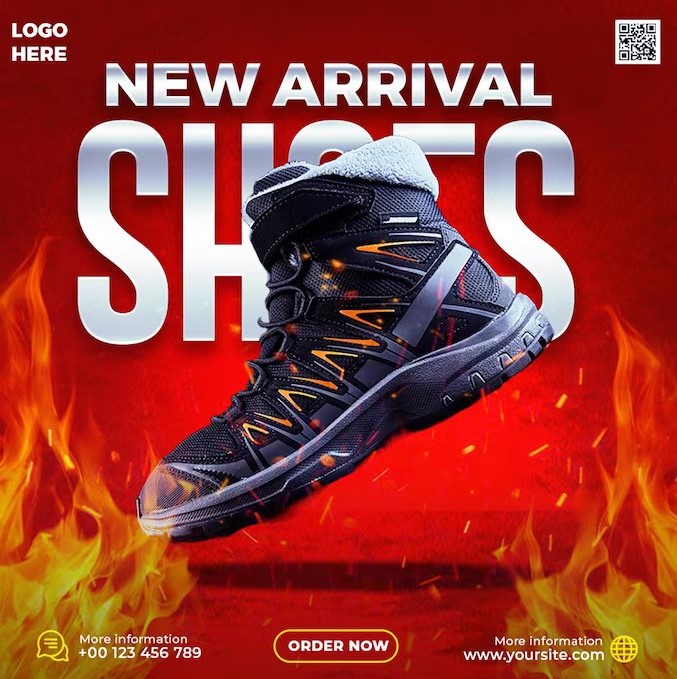 LOGO
HERE
NEW ARRIVAL
SHOES
More information
+00 123 456 789
ORDER NOW
More information
www.yoursite.com